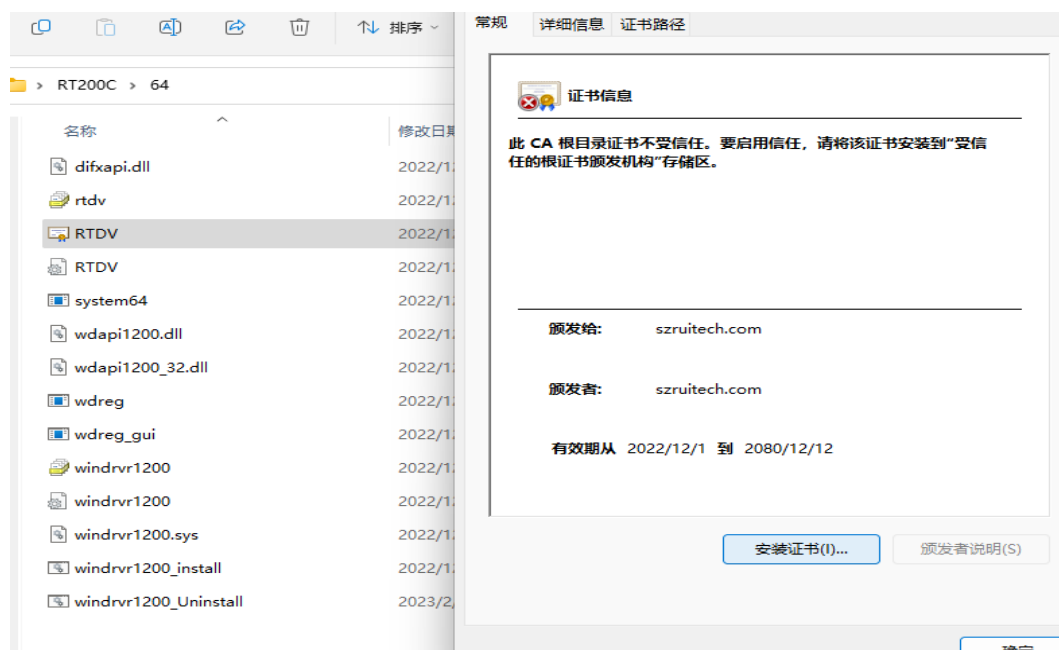 排序
RT200C > 64
名称
修改日期
difxapi.dll
2022/1
rtdv
2022/1
RTDV
2022/1
RTDV
2022/1
system64
2022/1
wdapi1200.dll
2022/1
wdapi1200_32.dll
2022/1
wdreg
2022/1
wdreg_gui
2022/1
windrvr1200
2022/1
windrvr1200
2022/1
windrvr1200.sys
2022/1
windrvr1200_install
2022/1
windrvr1200_Uninstall
2023/2/
常规 详细信息 证书路径
证书信息
此 CA 根目录证书不受信任。要启用信任，请将该证书安装到"受信
任的根证书颁发机构"存储区。
颁发给: szruitech.com
颁发者: szruitech.com
有效期从 2022/12/1 到 2080/12/12
安装证书(I)... 颁发者说明(S)
确定